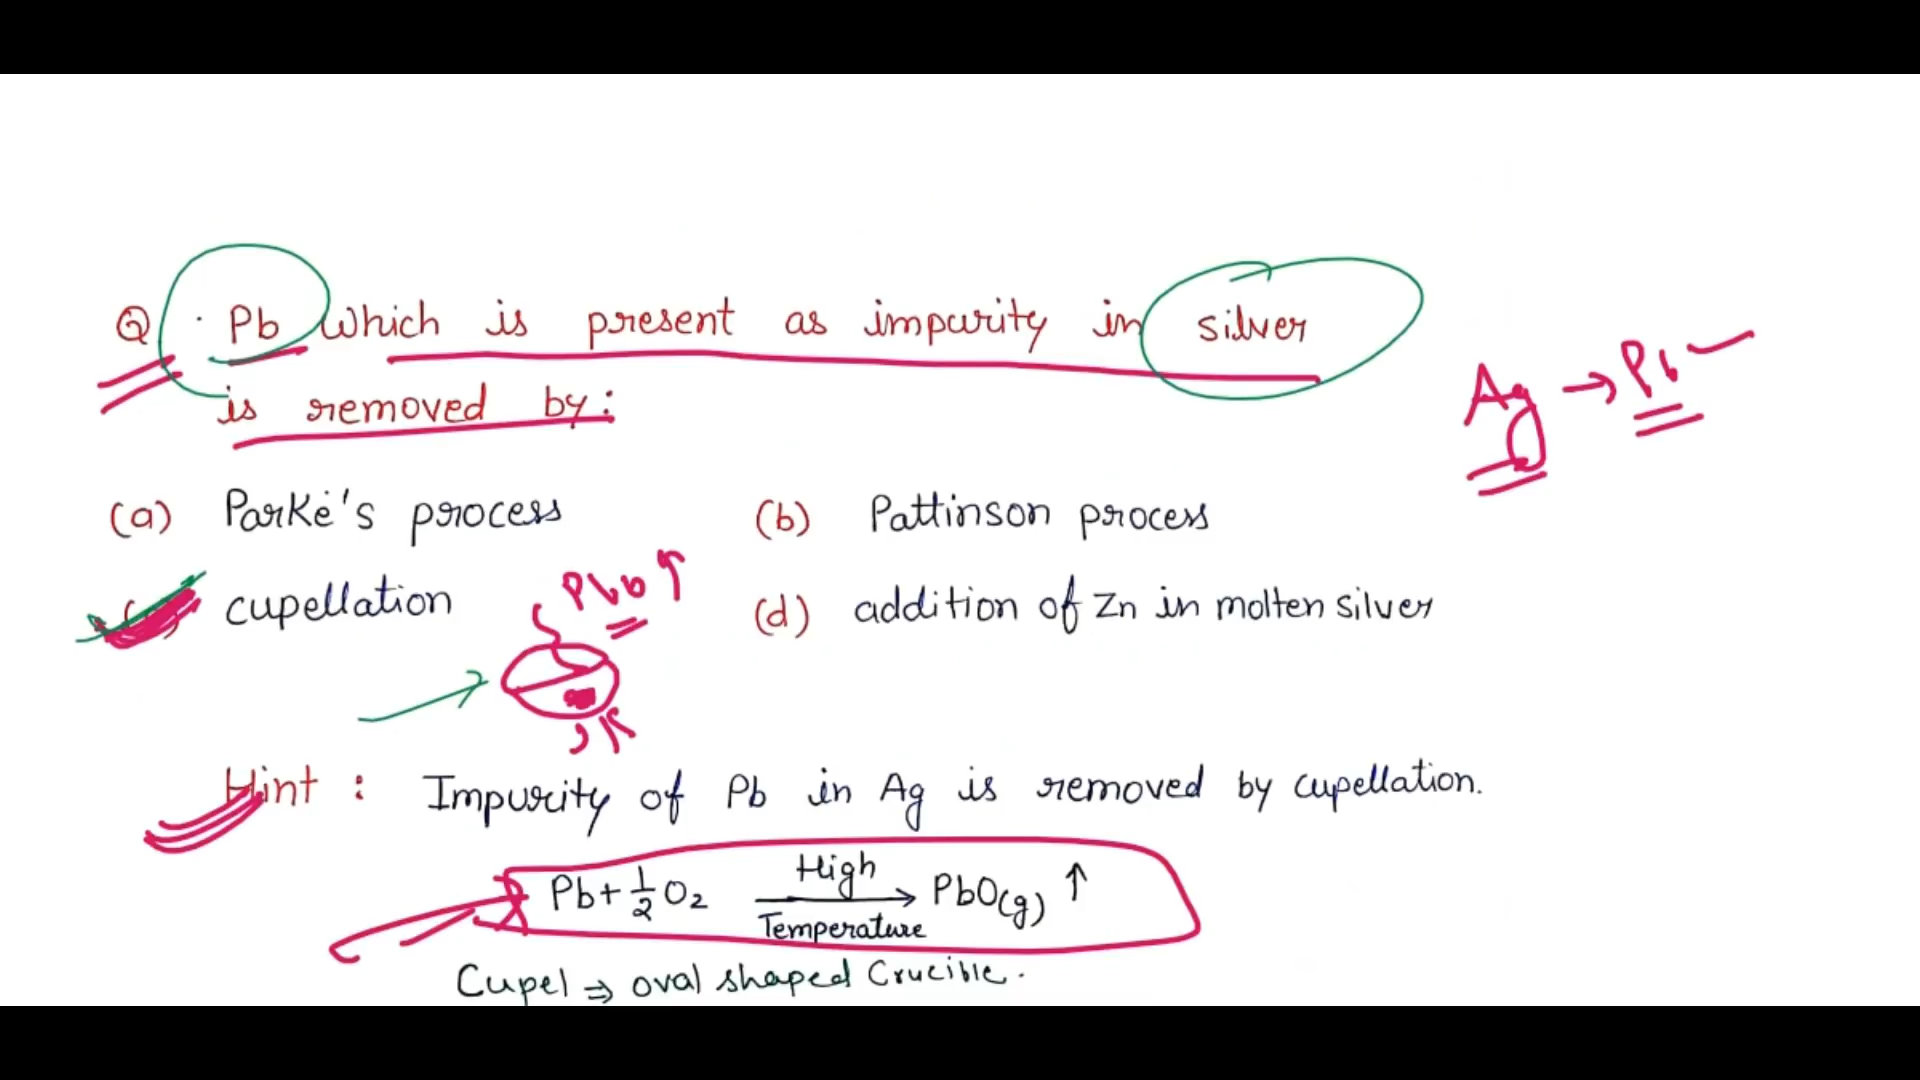 Q. Pb which is present as impurity in silver
is removed by:
Ag → Pb
(a) Parke's process (b) Pattinson process
cupellation (d) addition of Zn in molten silver
Hint : Impurity of Pb in Ag is removed by cupellation.
Pb + 1/2 O₂ High Temperature → PbO(g) ↑
Cupel ⇒ oval shaped Crucible.